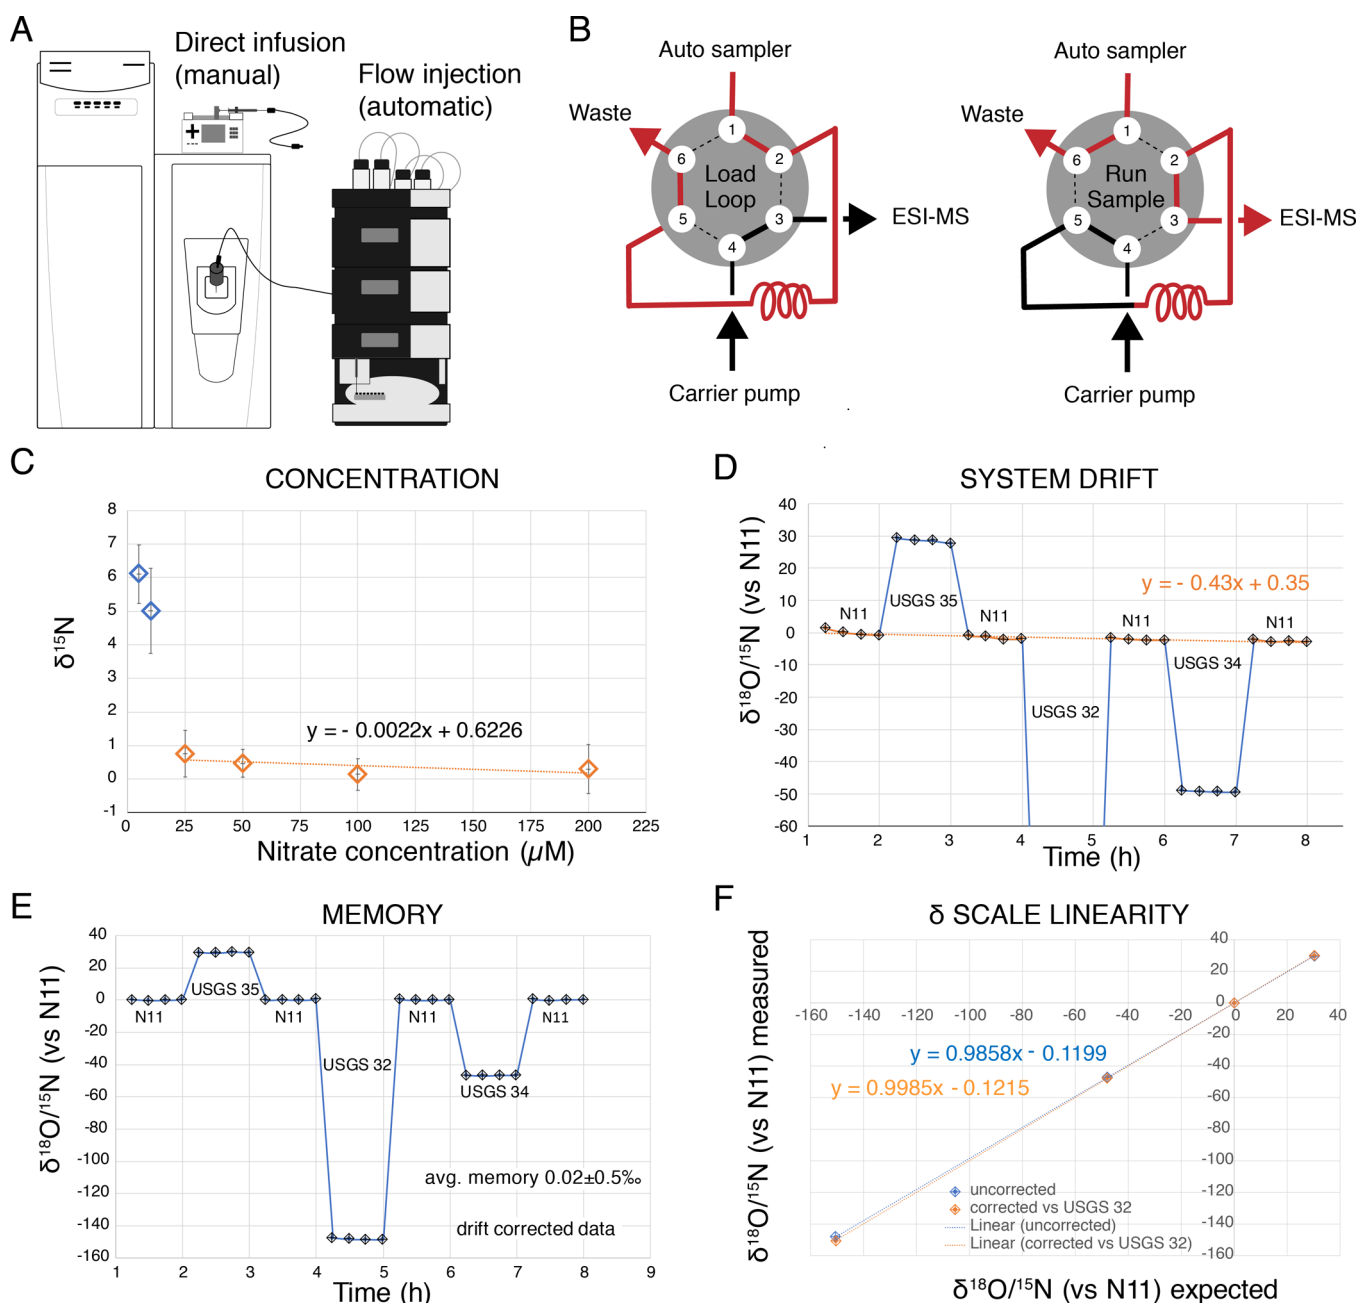 A
Direct infusion
(manual)
Flow injection
(automatic)
B
Auto sampler
Waste
1
2
3
4
5
6
Load
Loop
ESI-MS
Carrier pump
Auto sampler
Waste
1
2
3
4
5
6
Run
Sample
ESI-MS
Carrier pump
C
CONCENTRATION
δ¹⁵N
8
7
6
5
4
3
2
1
0
-1
y = - 0.0022x + 0.6226
0 25 50 75 100 125 150 175 200 225
Nitrate concentration (µM)
D
SYSTEM DRIFT
δ¹⁸O/¹⁵N (vs N11)
40
30
20
10
0
-10
-20
-30
-40
-50
-60
y = - 0.43x + 0.35
N11
USGS 35
N11
USGS 32
N11
USGS 34
N11
1 2 3 4 5 6 7 8
Time (h)
E
MEMORY
δ¹⁸O/¹⁵N (vs N11)
40
20
0
-20
-40
-60
-80
-100
-120
-140
-160
N11
USGS 35
N11
USGS 32
N11
USGS 34
N11
avg. memory 0.02±0.5‰
drift corrected data
1 2 3 4 5 6 7 8 9
Time (h)
F
δ SCALE LINEARITY
δ¹⁸O/¹⁵N (vs N11) measured
40
20
0
-160 -140 -120 -100 -80 -60 -40 -20 0 20 40
-20
-40
-60
-80
-100
-120
-140
-160
y = 0.9858x - 0.1199
y = 0.9985x - 0.1215
uncorrected
corrected vs USGS 32
Linear (uncorrected)
Linear (corrected vs USGS 32)
δ¹⁸O/¹⁵N (vs N11) expected